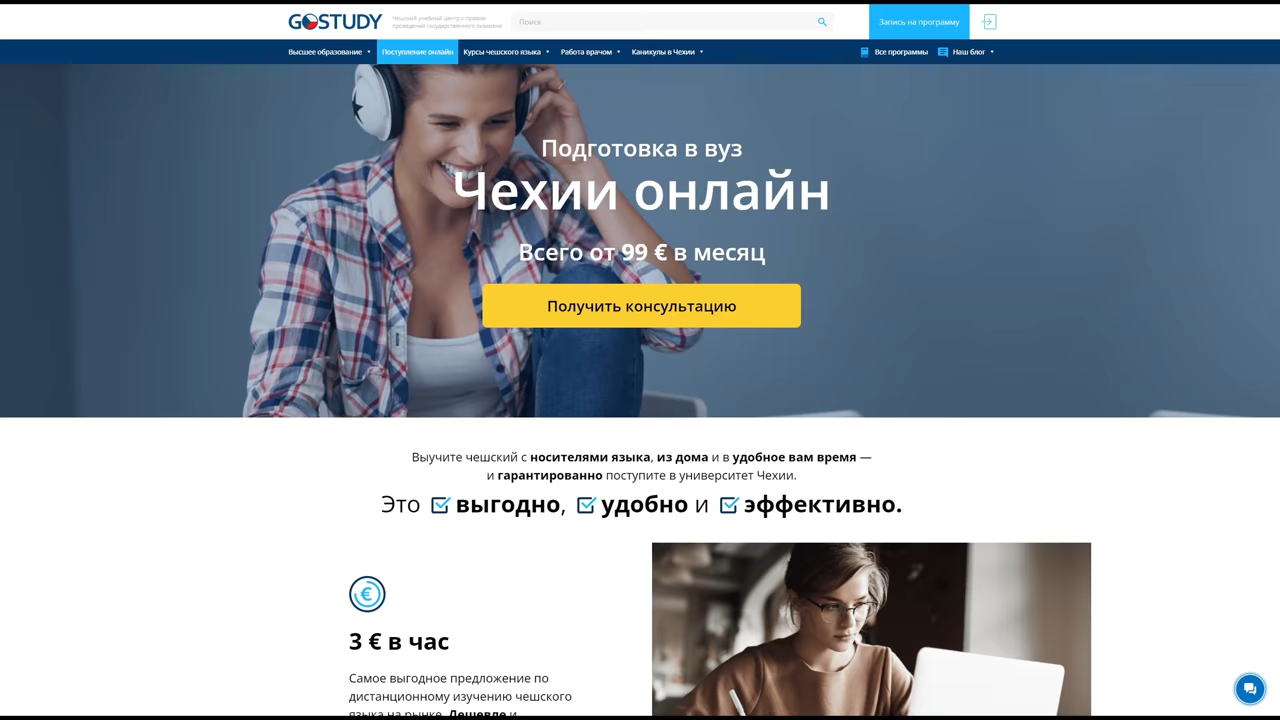 GOSTUDY
Чешский учебный центр с правом
проведения государственного экзамена
Поиск
Запись на программу
Высшее образование
Поступление онлайн
Курсы чешского языка
Работа врачом
Каникулы в Чехии
Все программы
Наш блог
Подготовка в вуз
Чехии онлайн
Всего от 99 € в месяц
Получить консультацию
Выучите чешский с носителями языка, из дома и в удобное вам время —
и гарантированно поступите в университет Чехии.
Это выгодно, удобно и эффективно.
€
3 € в час
Самое выгодное предложение по
дистанционному изучению чешского
языка на рынке. Дешевле и